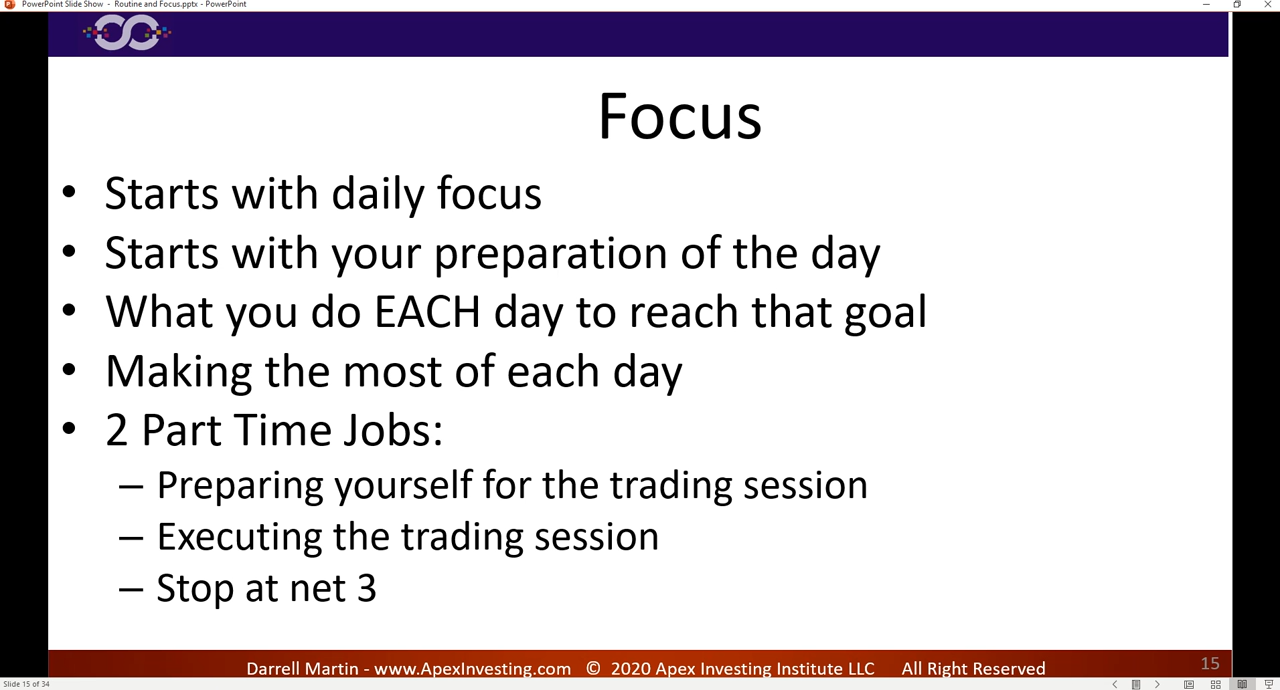 PowerPoint Slide Show - Routine and Focus.pptx - PowerPoint
Focus
• Starts with daily focus
• Starts with your preparation of the day
• What you do EACH day to reach that goal
• Making the most of each day
• 2 Part Time Jobs:
– Preparing yourself for the trading session
– Executing the trading session
– Stop at net 3
Darrell Martin - www.ApexInvesting.com © 2020 Apex Investing Institute LLC All Right Reserved
15
Slide 15 of 34